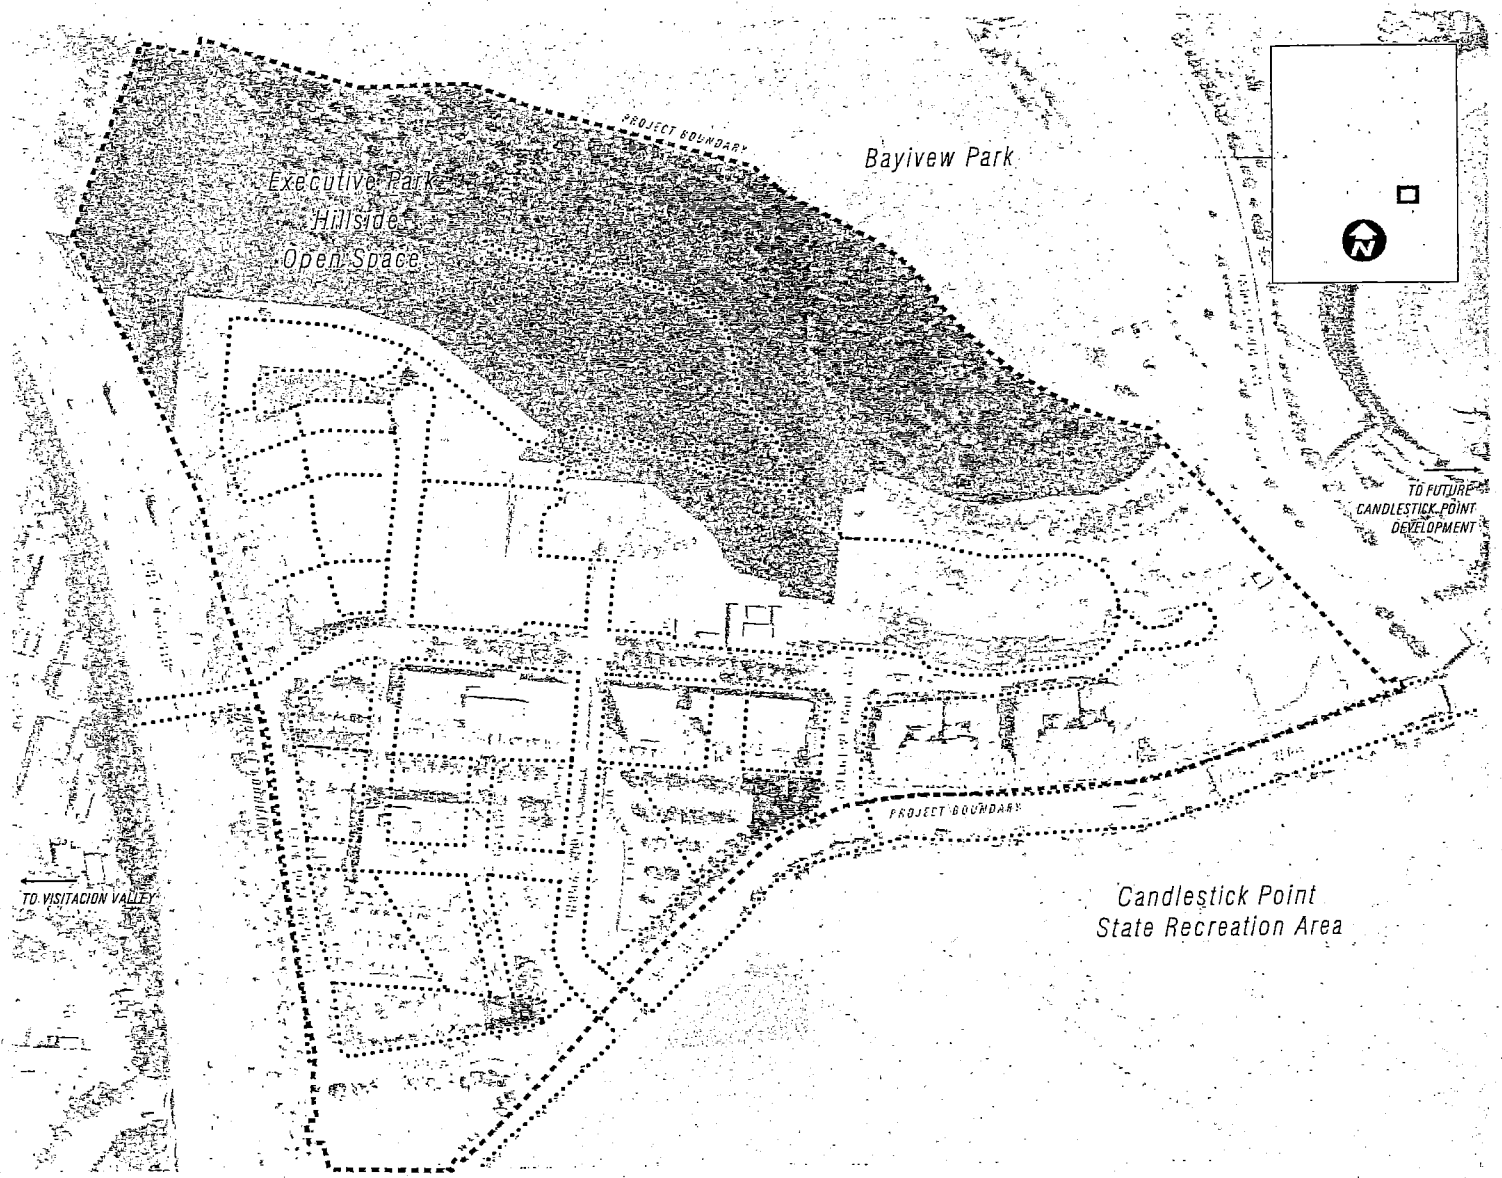 PROJECT BOUNDARY
Bayivew Park
Executive Park
Hillside
Open Space
N
TO FUTURE
CANDLESTICK POINT
DEVELOPMENT
PROJECT BOUNDARY
TO VISITACION VALLEY
Candlestick Point
State Recreation Area